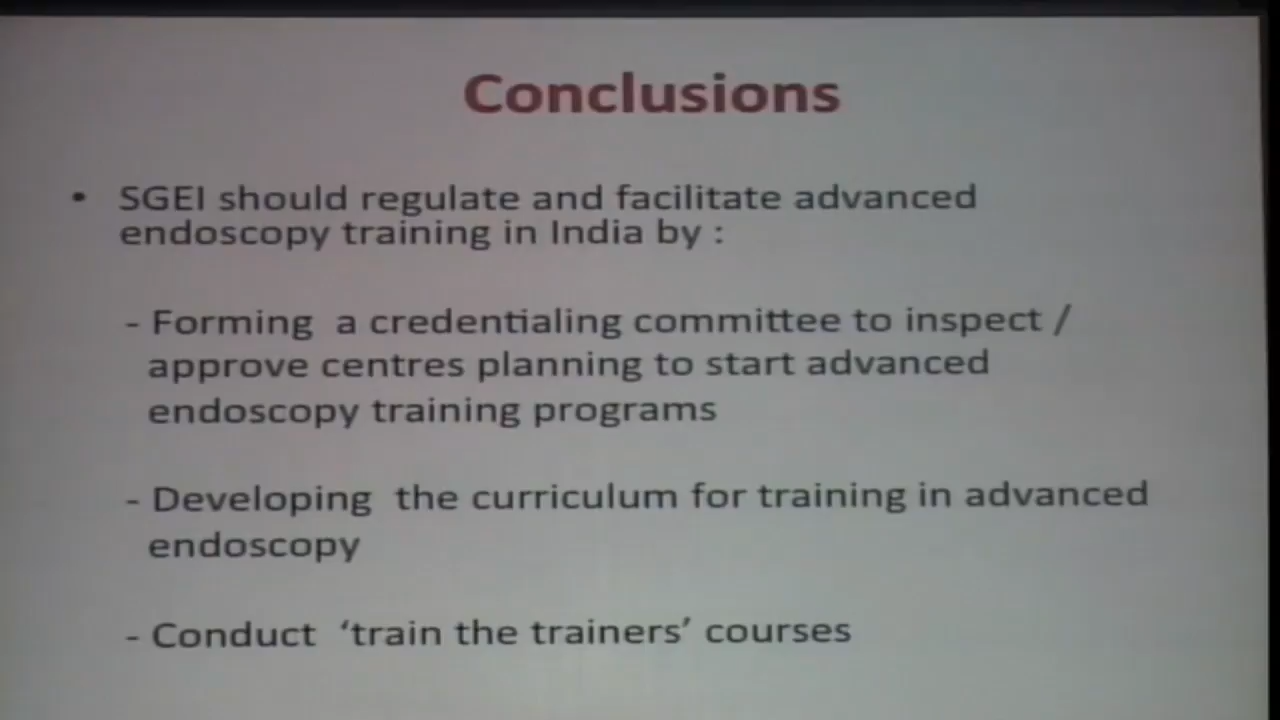 Conclusions
• SGEI should regulate and facilitate advanced
endoscopy training in India by :
- Forming a credentialing committee to inspect /
approve centres planning to start advanced
endoscopy training programs
- Developing the curriculum for training in advanced
endoscopy
- Conduct ‘train the trainers’ courses